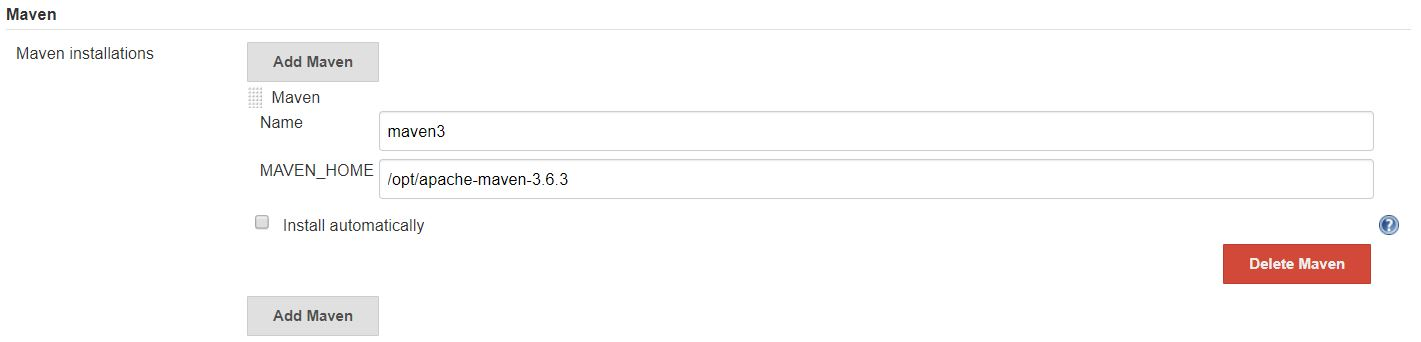 Maven
Maven installations
Add Maven
Maven
Name
maven3
MAVEN_HOME
/opt/apache-maven-3.6.3
Install automatically
?
Delete Maven
Add Maven